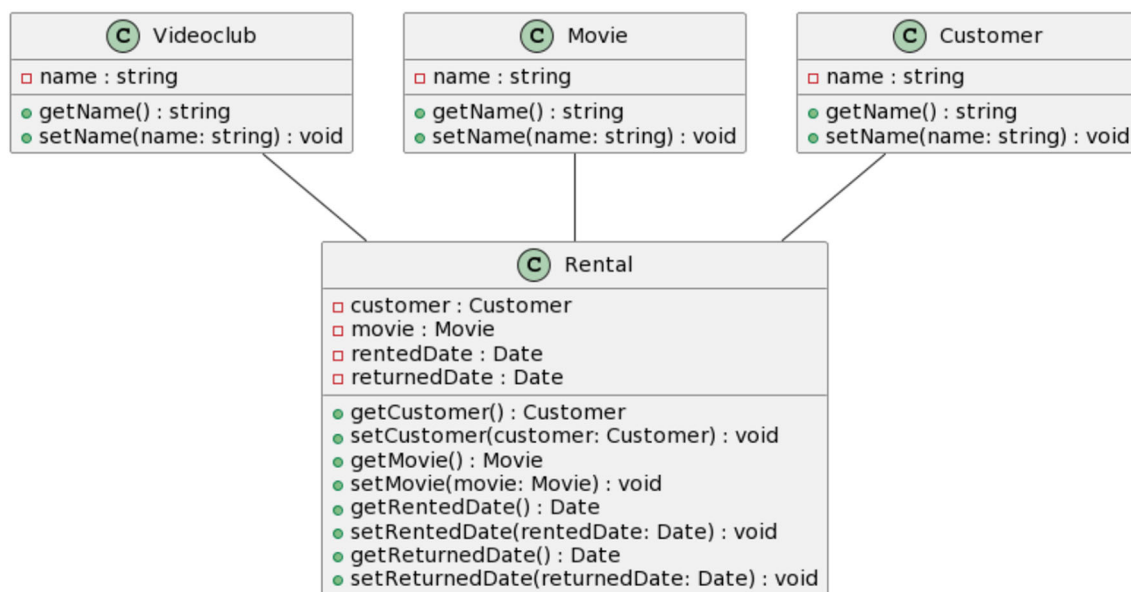 C Videoclub
name : string
getName() : string
setName(name: string) : void
C Movie
name : string
getName() : string
setName(name: string) : void
C Customer
name : string
getName() : string
setName(name: string) : void
C Rental
customer : Customer
movie : Movie
rentedDate : Date
returnedDate : Date
getCustomer() : Customer
setCustomer(customer: Customer) : void
getMovie() : Movie
setMovie(movie: Movie) : void
getRentedDate() : Date
setRentedDate(rentedDate: Date) : void
getReturnedDate() : Date
setReturnedDate(returnedDate: Date) : void